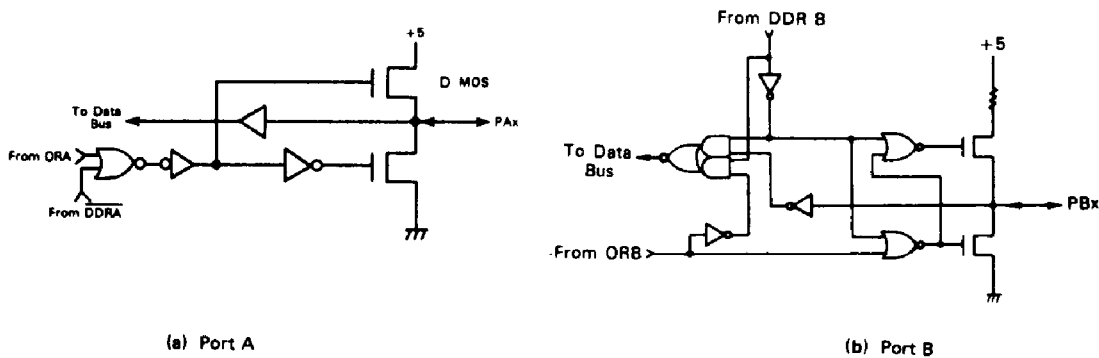 +5
D MOS
To Data
Bus
PAx
From ORA
From DDRA
(a) Port A
From DDR B
+5
To Data
Bus
PBx
From ORB
(b) Port B